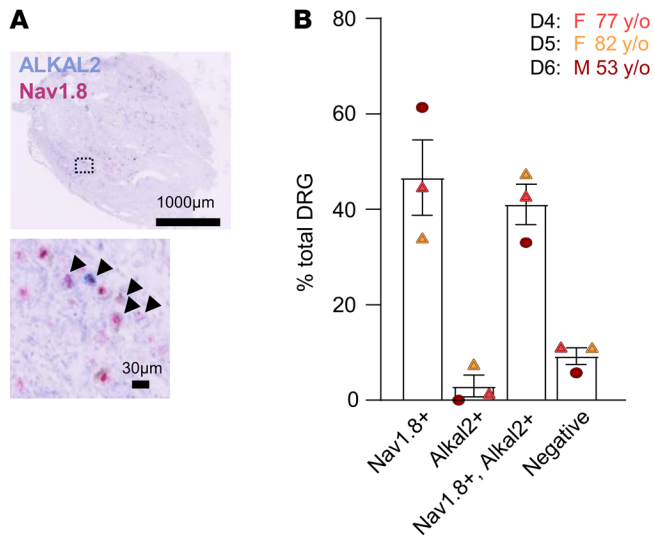 A
ALKAL2
Nav1.8
1000μm
30μm
B
D4: F 77 y/o
D5: F 82 y/o
D6: M 53 y/o
% total DRG
80
60
40
20
0
Nav1.8+
Alkal2+
Nav1.8+, Alkal2+
Negative